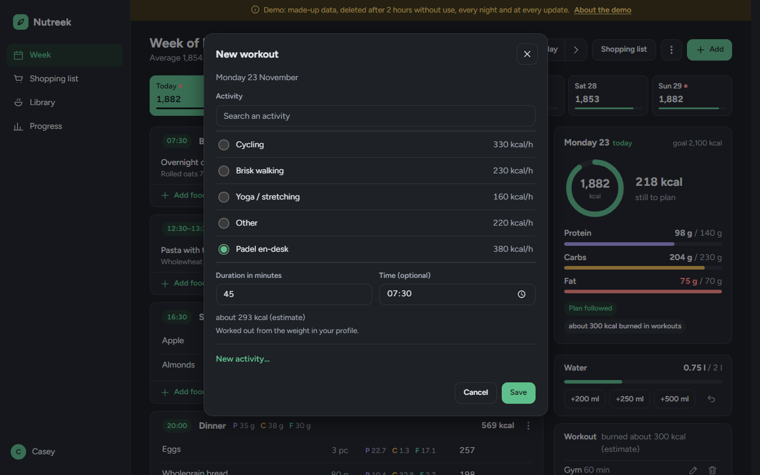 Demo: made-up data, deleted after 2 hours without use, every night and at every update. About the demo
Nutreek
Week
Shopping list
Library
Progress
C Casey
Week of
Average 1,854
Shopping list
+ Add
Today
1,882
Sat 28
1,853
Sun 29
1,882
07:30
Overnight
Rolled oats 7
+ Add foo
Pasta with
Wholewheat
+ Add foo
16:30
Apple
Almonds
+ Add foo
20:00 Dinner P 35 g C 38 g F 30 g 569 kcal
Eggs 3 pc P 22.7 C 1.3 F 17.1 257
New workout
Monday 23 November
Activity
Search an activity
Cycling 330 kcal/h
Brisk walking 230 kcal/h
Yoga / stretching 160 kcal/h
Other 220 kcal/h
Padel en-desk 380 kcal/h
Duration in minutes
45
Time (optional)
07:30
about 293 kcal (estimate)
Worked out from the weight in your profile.
New activity...
Cancel
Save
Monday 23 today goal 2,100 kcal
1,882
kcal
218 kcal
still to plan
Protein 98 g / 140 g
Carbs 204 g / 230 g
Fat 75 g / 70 g
Plan followed
about 300 kcal burned in workouts
Water 0.75 l / 2 l
+200 ml
+250 ml
+500 ml
Workout burned about 300 kcal
(estimate)
Gym 60 min